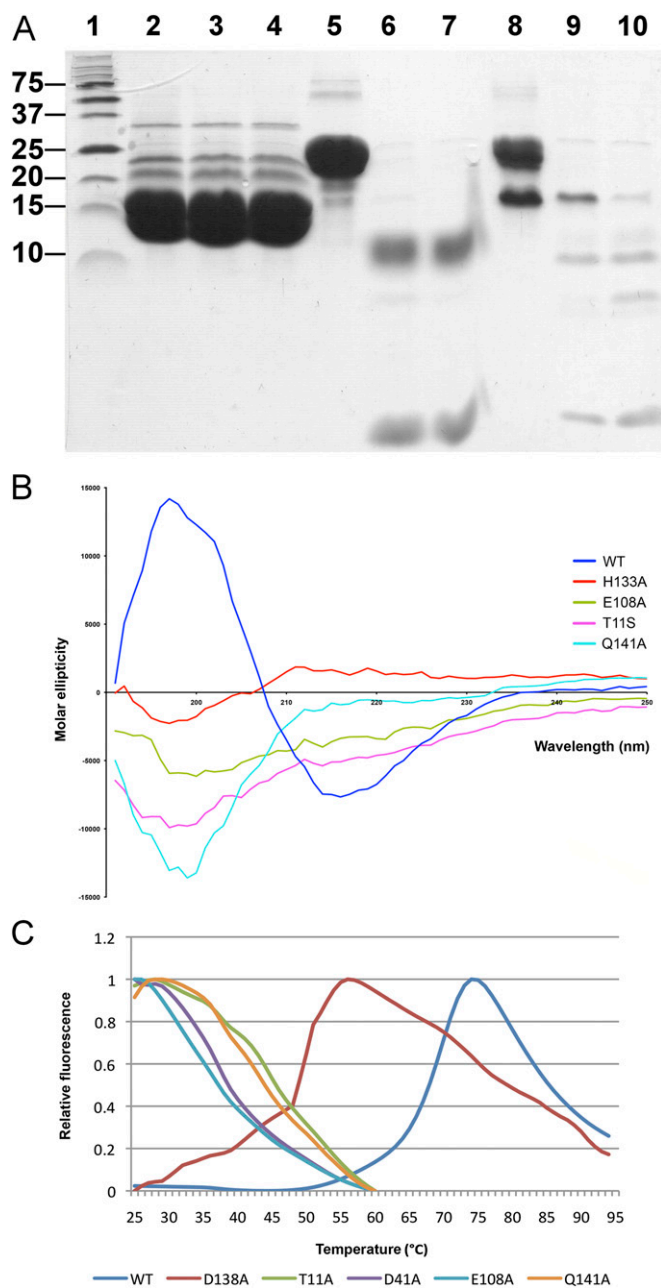 A
1 2 3 4 5 6 7 8 9 10
75
37
25
20
15
10
B
15000
10000
5000
0
-5000
-10000
-15000
Molar ellipticity
200 210 220 230 240 250
Wavelength (nm)
WT
H133A
E108A
T11S
Q141A
C
1.2
1
0.8
0.6
0.4
0.2
0
Relative fluorescence
25 30 35 40 45 50 55 60 65 70 75 80 85 90 95
Temperature (°C)
WT D138A T11A D41A E108A Q141A